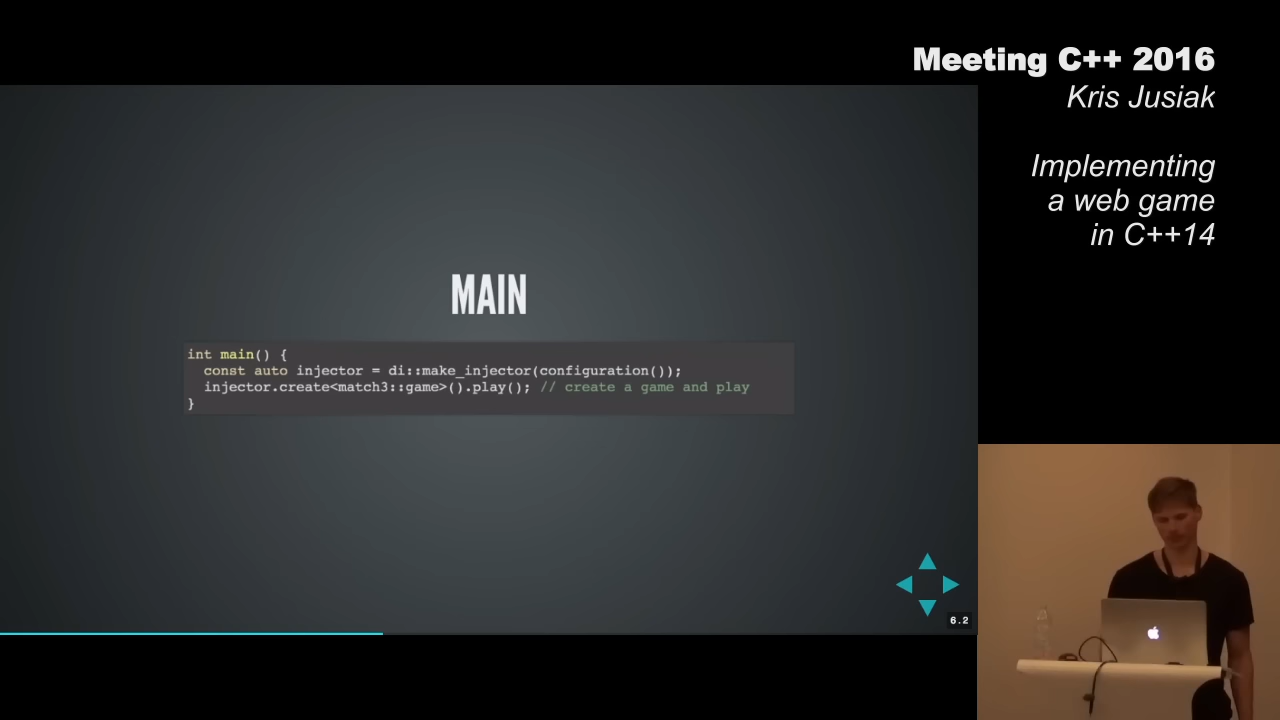 Meeting C++ 2016
Kris Jusiak
Implementing
a web game
in C++14
MAIN
int main() {
  const auto injector = di::make_injector(configuration());
  injector.create<match3::game>().play(); // create a game and play
}
6.2